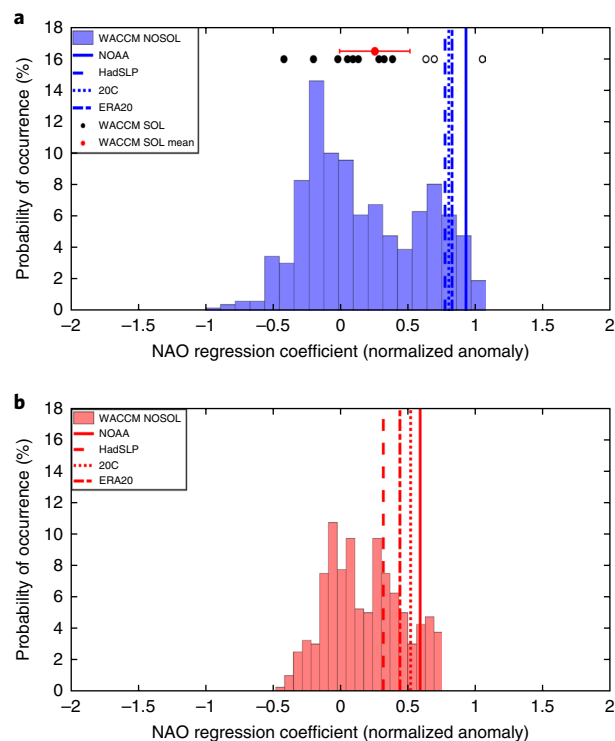 a
18
16
14
12
10
8
6
4
2
0
Probability of occurrence (%)
WACCM NOSOL
NOAA
HadSLP
20C
ERA20
WACCM SOL
WACCM SOL mean
−2 −1.5 −1 −0.5 0 0.5 1 1.5 2
NAO regression coefficient (normalized anomaly)
b
18
16
14
12
10
8
6
4
2
0
Probability of occurrence (%)
WACCM NOSOL
NOAA
HadSLP
20C
ERA20
−2 −1.5 −1 −0.5 0 0.5 1 1.5 2
NAO regression coefficient (normalized anomaly)